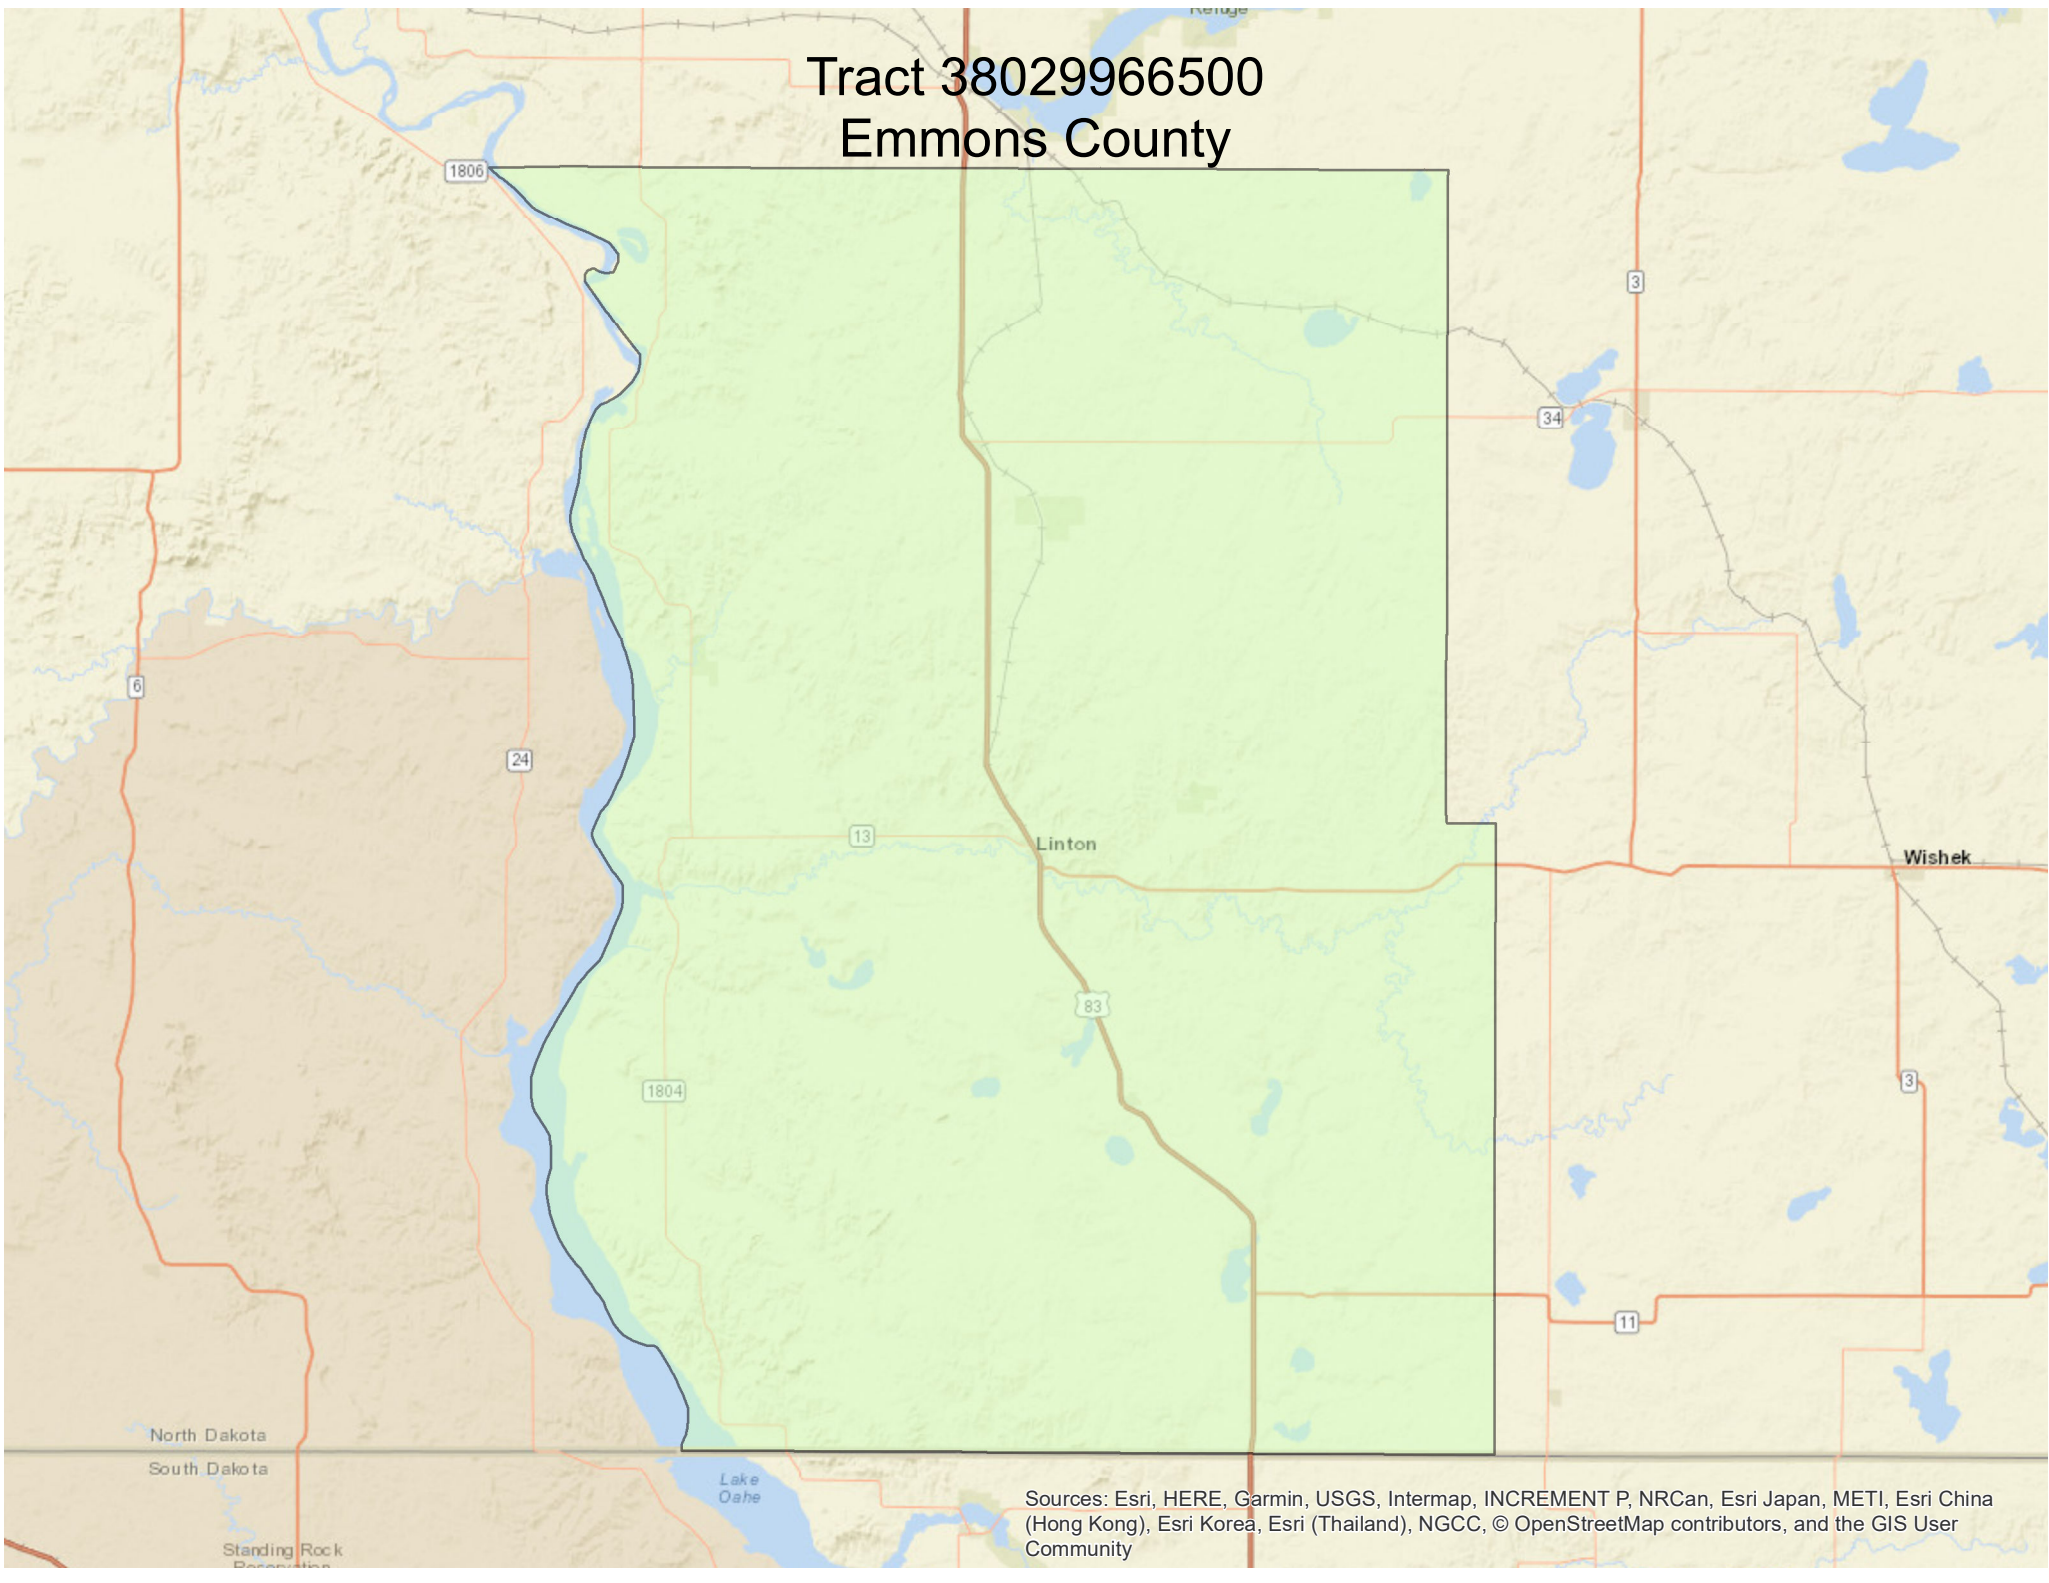 Refuge
Tract 38029966500
Emmons County
1806
3
34
6
24
13
Linton
Wishek
83
1804
3
11
North Dakota
South Dakota
Lake
Oahe
Sources: Esri, HERE, Garmin, USGS, Intermap, INCREMENT P, NRCan, Esri Japan, METI, Esri China
(Hong Kong), Esri Korea, Esri (Thailand), NGCC, © OpenStreetMap contributors, and the GIS User
Community
Standing Rock
Reservation